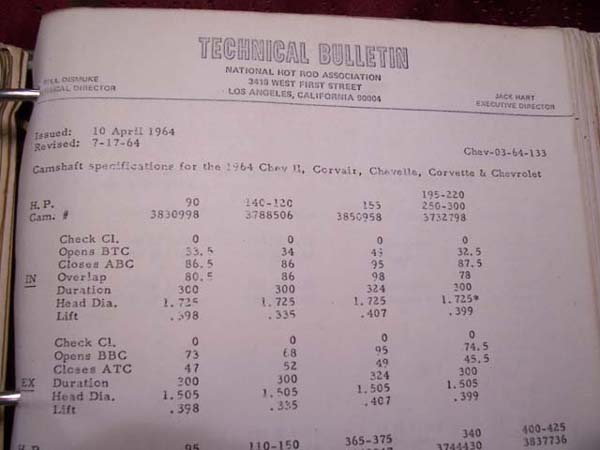 TECHNICAL BULLETIN
NATIONAL HOT ROD ASSOCIATION
3418 WEST FIRST STREET
LOS ANGELES, CALIFORNIA 90004
DISMUKE
DIRECTOR
JACK HART
EXECUTIVE DIRECTOR
Issued: 10 April 1964
Revised: 7-17-64
Chev-03-64-133
Camshaft specifications for the 1964 Chev II, Corvair, Chevelle, Corvette & Chevrolet
195-220
H.P. 90 140-120 155 250-300
Cam. # 3830998 3788506 3850958 3732798
Check Cl. 0 0 0 0
Opens BTC 33.5 34 49 32.5
Closes ABC 86.5 86 95 87.5
IN Overlap 80.5 86 98 78
Duration 300 300 324 300
Head Dia. 1.725 1.725 1.725 1.725*
Lift .398 .335 .407 .399
Check Cl. 0 0 0 0
Opens BBC 73 68 95 74.5
Closes ATC 47 52 49 45.5
EX Duration 300 300 324 300
Head Dia. 1.505 1.505 1.505 1.505
Lift .398 .335 .407 .399
400-425
95 110-150 365-375 340 3837736
3744430